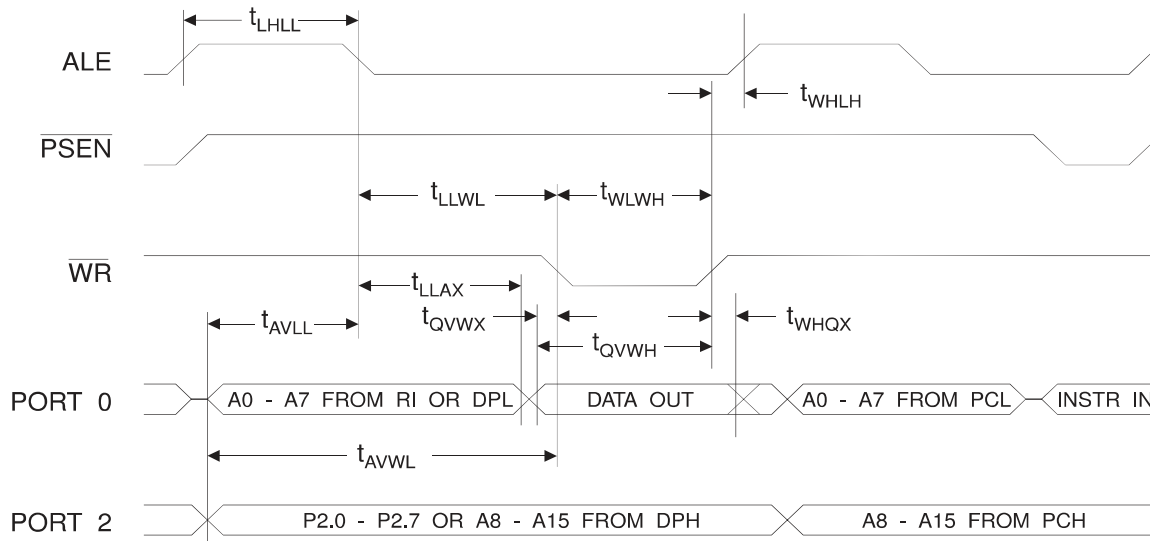 tLHLL
ALE
tWHLH
PSEN
tLLWL
tWLWH
WR
tLLAX
tQVWX
tWHQX
tAVLL
tQVWH
PORT 0
A0 - A7 FROM RI OR DPL
DATA OUT
A0 - A7 FROM PCL
INSTR IN
tAVWL
PORT 2
P2.0 - P2.7 OR A8 - A15 FROM DPH
A8 - A15 FROM PCH